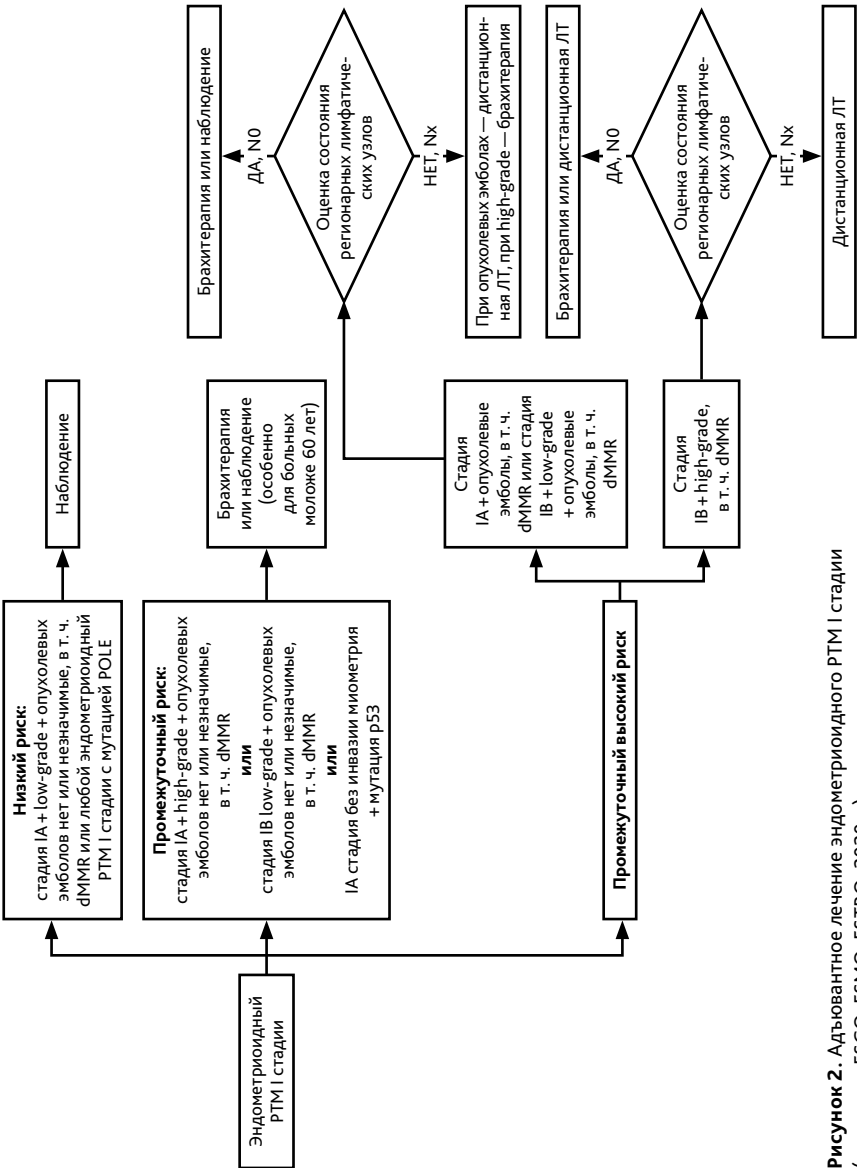 Эндометриоидный
РТМ I стадии
Низкий риск:
стадия IA + low-grade + опухолевых
эмболов нет или незначимые, в т. ч.
dMMR или любой эндометриоидный
РТМ I стадии с мутацией POLE
Наблюдение
Промежуточный риск:
стадия IA + high-grade + опухолевых
эмболов нет или незначимые,
в т. ч. dMMR
или
стадия IB low-grade + опухолевых
эмболов нет или незначимые,
в т. ч. dMMR
или
IA стадия без инвазии миометрия
+ мутация p53
Брахитерапия
или наблюдение
(особенно
для больных
моложе 60 лет)
Промежуточный высокий риск
Стадия
IA + опухолевые
эмболы, в т. ч.
dMMR или стадия
IB + low-grade
+ опухолевые
эмболы, в т. ч.
dMMR
Брахитерапия или наблюдение
ДА, N0
Оценка состояния
регионарных лимфатиче-
ских узлов
НЕТ, Nx
При опухолевых эмболах — дистанцион-
ная ЛТ, при high-grade — брахитерапия
Стадия
IB + high-grade,
в т. ч. dMMR
Брахитерапия или дистанционная ЛТ
ДА, N0
Оценка состояния
регионарных лимфатиче-
ских узлов
НЕТ, Nx
Дистанционная ЛТ
Рисунок 2. Адъювантное лечение эндометриоидного РТМ I стадии